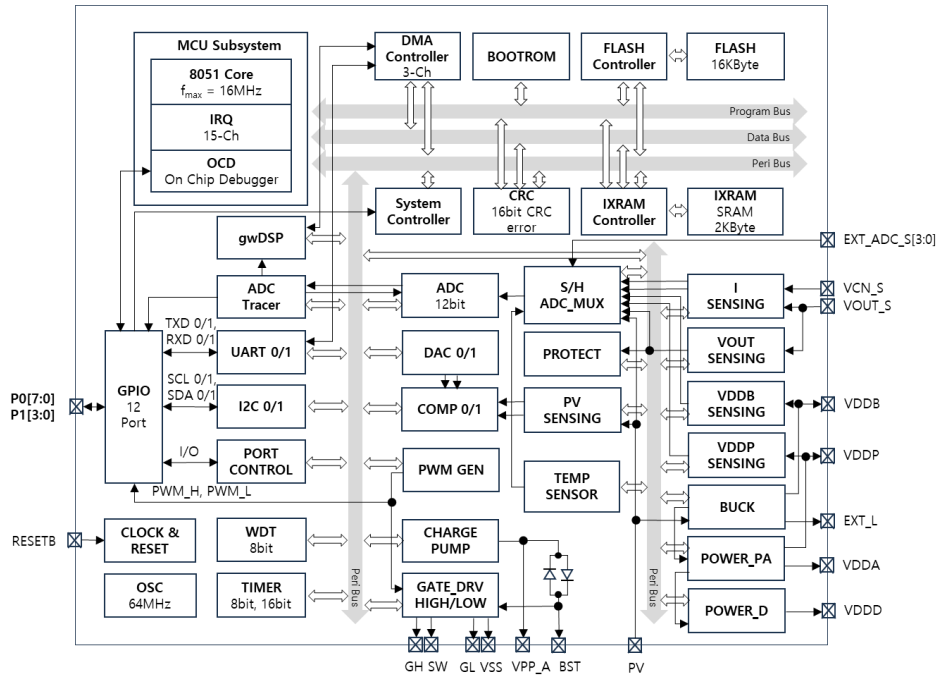 MCU Subsystem
8051 Core
fmax = 16MHz
IRQ
15-Ch
OCD
On Chip Debugger
DMA
Controller
3-Ch
BOOTROM
FLASH
Controller
FLASH
16KByte
Program Bus
Data Bus
Peri Bus
System
Controller
CRC
16bit CRC
error
IXRAM
Controller
IXRAM
SRAM
2KByte
gwDSP
ADC
Tracer
ADC
12bit
S/H
ADC_MUX
I
SENSING
EXT_ADC_S[3:0]
VCN_S
VOUT_S
TXD 0/1,
RXD 0/1
UART 0/1
DAC 0/1
PROTECT
VOUT
SENSING
P0[7:0]
P1[3:0]
GPIO
12
Port
SCL 0/1,
SDA 0/1
I2C 0/1
COMP 0/1
PV
SENSING
VDDB
SENSING
VDDB
I/O
PORT
CONTROL
PWM GEN
TEMP
SENSOR
VDDP
SENSING
VDDP
PWM_H, PWM_L
BUCK
EXT_L
RESETB
CLOCK &
RESET
WDT
8bit
CHARGE
PUMP
POWER_PA
VDDA
OSC
64MHz
TIMER
8bit, 16bit
Peri Bus
GATE_DRV
HIGH/LOW
Peri Bus
POWER_D
VDDD
GH
SW
GL
VSS
VPP_A
BST
PV